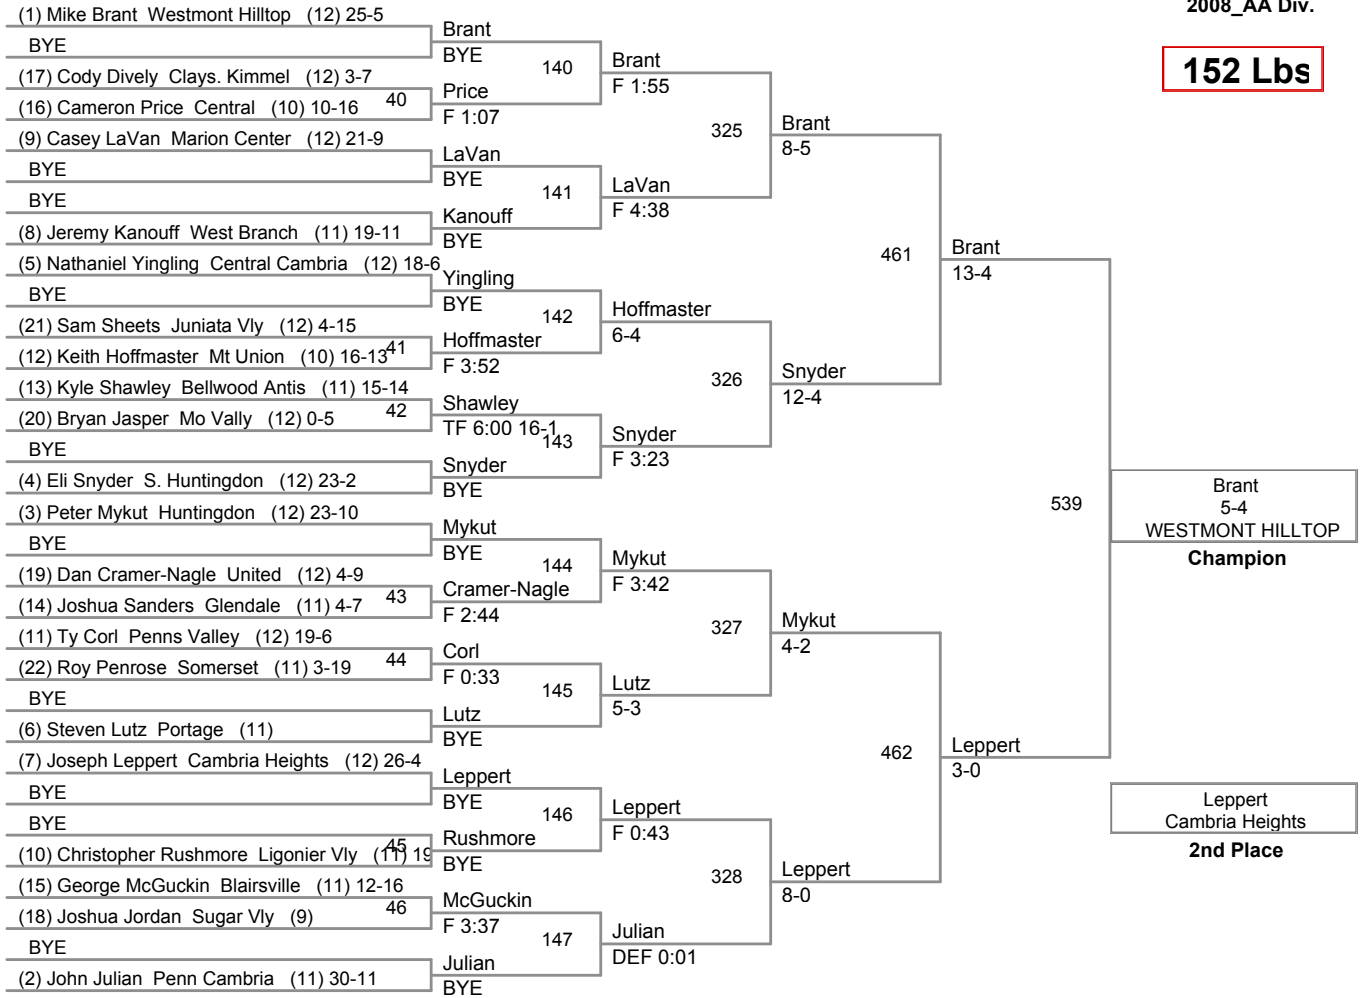 2008_AA Div.
152 Lbs
(1) Mike Brant Westmont Hilltop (12) 25-5
BYE
(17) Cody Dively Clays. Kimmel (12) 3-7
(16) Cameron Price Central (10) 10-16
40
(9) Casey LaVan Marion Center (12) 21-9
BYE
BYE
(8) Jeremy Kanouff West Branch (11) 19-11
(5) Nathaniel Yingling Central Cambria (12) 18-6
BYE
(21) Sam Sheets Juniata Vly (12) 4-15
(12) Keith Hoffmaster Mt Union (10) 16-13
41
(13) Kyle Shawley Bellwood Antis (11) 15-14
(20) Bryan Jasper Mo Vally (12) 0-5
42
BYE
(4) Eli Snyder S. Huntingdon (12) 23-2
(3) Peter Mykut Huntingdon (12) 23-10
BYE
(19) Dan Cramer-Nagle United (12) 4-9
(14) Joshua Sanders Glendale (11) 4-7
43
(11) Ty Corl Penns Valley (12) 19-6
(22) Roy Penrose Somerset (11) 3-19
44
BYE
(6) Steven Lutz Portage (11)
(7) Joseph Leppert Cambria Heights (12) 26-4
BYE
BYE
(10) Christopher Rushmore Ligonier Vly (11) 19
45
(15) George McGuckin Blairsville (11) 12-16
(18) Joshua Jordan Sugar Vly (9)
46
BYE
(2) John Julian Penn Cambria (11) 30-11
Brant
BYE
140
Price
F 1:07
LaVan
BYE
141
Kanouff
BYE
Yingling
BYE
142
Hoffmaster
F 3:52
Shawley
TF 6:00 16-1
143
Snyder
BYE
Mykut
BYE
144
Cramer-Nagle
F 2:44
Corl
F 0:33
145
Lutz
BYE
Leppert
BYE
146
Rushmore
BYE
McGuckin
F 3:37
147
Julian
BYE
Brant
F 1:55
325
LaVan
F 4:38
Hoffmaster
6-4
326
Snyder
F 3:23
Mykut
F 3:42
327
Lutz
5-3
Leppert
F 0:43
328
Julian
DEF 0:01
Brant
8-5
461
Snyder
12-4
Mykut
4-2
462
Leppert
8-0
Brant
13-4
539
Leppert
3-0
Brant
5-4
WESTMONT HILLTOP
Champion
Leppert
Cambria Heights
2nd Place